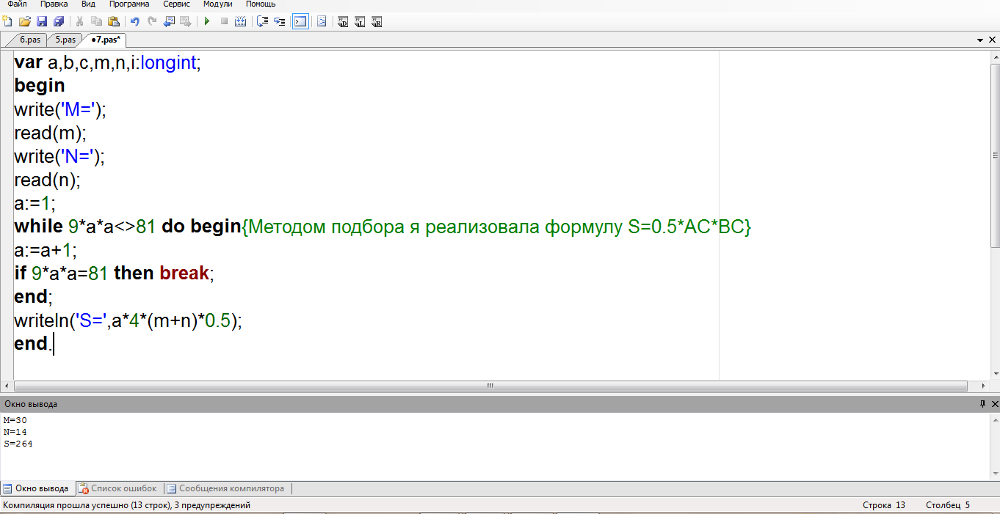 Файл Правка Вид Программа Сервис Модули Помощь
6.pas 5.pas •7.pas*
var a,b,c,m,n,i:longint;
begin
write('M=');
read(m);
write('N=');
read(n);
a:=1;
while 9*a*a<>81 do begin{Методом подбора я реализовала формулу S=0.5*AC*BC}
a:=a+1;
if 9*a*a=81 then break;
end;
writeln('S=',a*4*(m+n)*0.5);
end.
Окно вывода
M=30
N=14
S=264
Окно вывода Список ошибок Сообщения компилятора
Компиляция прошла успешно (13 строк), 3 предупреждений Строка 13 Столбец 5